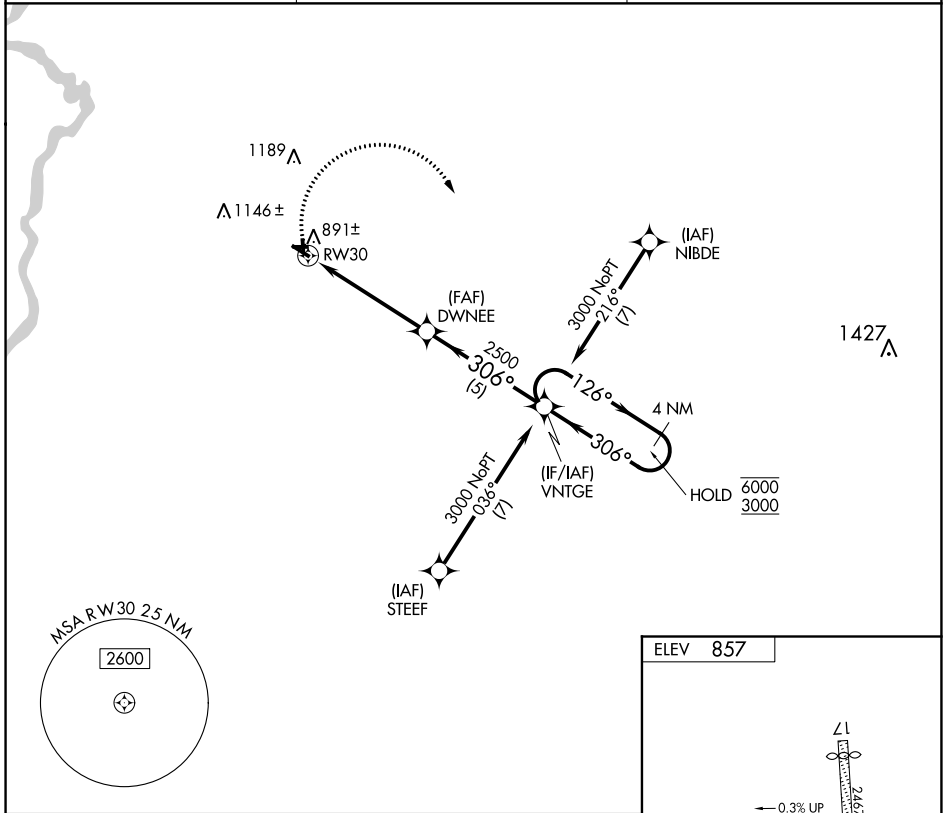 1189
1146 ±
891±
RW30
(IAF)
NIBDE
(FAF)
DWNEE
3000 NoPT
216°
(7)
1427
2500
306°
(5)
126°
4 NM
306°
(IF/IAF)
VNTGE
HOLD
6000
3000
3000 NoPT
036°
(7)
(IAF)
STEEF
MSA RW30 25 NM
2600
ELEV 857
17
0.3% UP